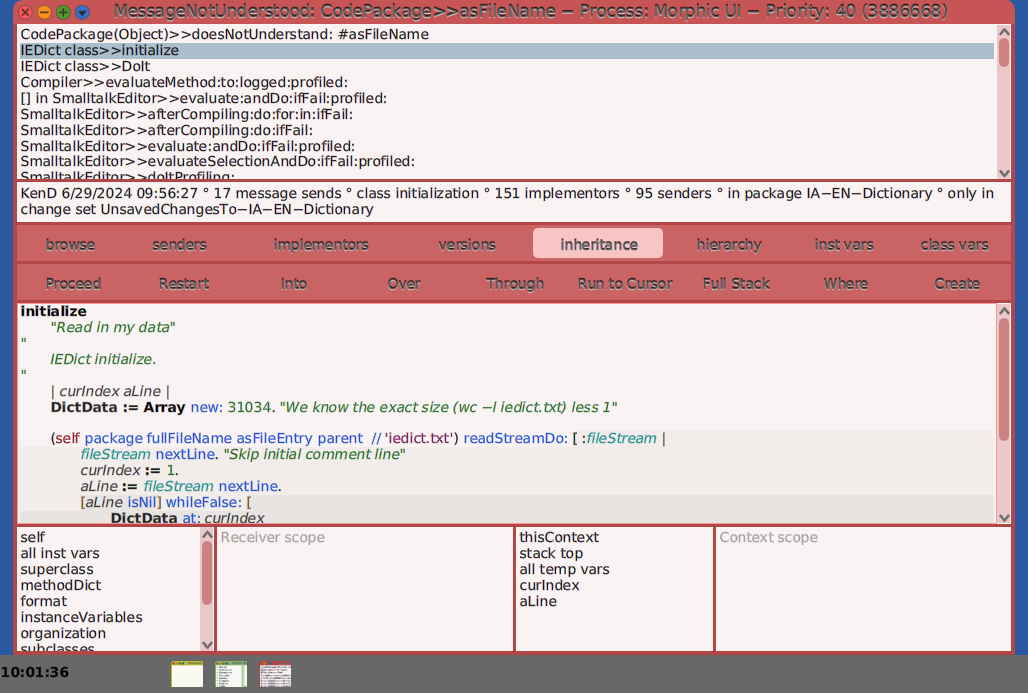 MessageNotUnderstood: CodePackage>>asFileName − Process: Morphic UI − Priority: 40 (3886668)
CodePackage(Object)>>doesNotUnderstand: #asFileName
IEDict class>>initialize
IEDict class>>DoIt
Compiler>>evaluateMethod:to:logged:profiled:
[] in SmalltalkEditor>>evaluate:andDo:ifFail:profiled:
SmalltalkEditor>>afterCompiling:do:for:in:ifFail:
SmalltalkEditor>>afterCompiling:do:ifFail:
SmalltalkEditor>>evaluate:andDo:ifFail:profiled:
SmalltalkEditor>>evaluateSelectionAndDo:ifFail:profiled:
SmalltalkEditor>>doItProfiling:
KenD 6/29/2024 09:56:27 ° 17 message sends ° class initialization ° 151 implementors ° 95 senders ° in package IA−EN−Dictionary ° only in
change set UnsavedChangesTo−IA−EN−Dictionary
browse senders implementors versions inheritance hierarchy inst vars class vars
Proceed Restart Into Over Through Run to Cursor Full Stack Where Create
initialize
"Read in my data"
"
IEDict initialize.
"
| curIndex aLine |
DictData := Array new: 31034. "We know the exact size (wc −l iedict.txt) less 1"
(self package fullFileName asFileEntry parent // 'iedict.txt') readStreamDo: [ :fileStream |
fileStream nextLine. "Skip initial comment line"
curIndex := 1.
aLine := fileStream nextLine.
[aLine isNil] whileFalse: [
DictData at: curIndex
self
all inst vars
superclass
methodDict
format
instanceVariables
organization
subclasses
Receiver scope
thisContext
stack top
all temp vars
curIndex
aLine
Context scope
10:01:36